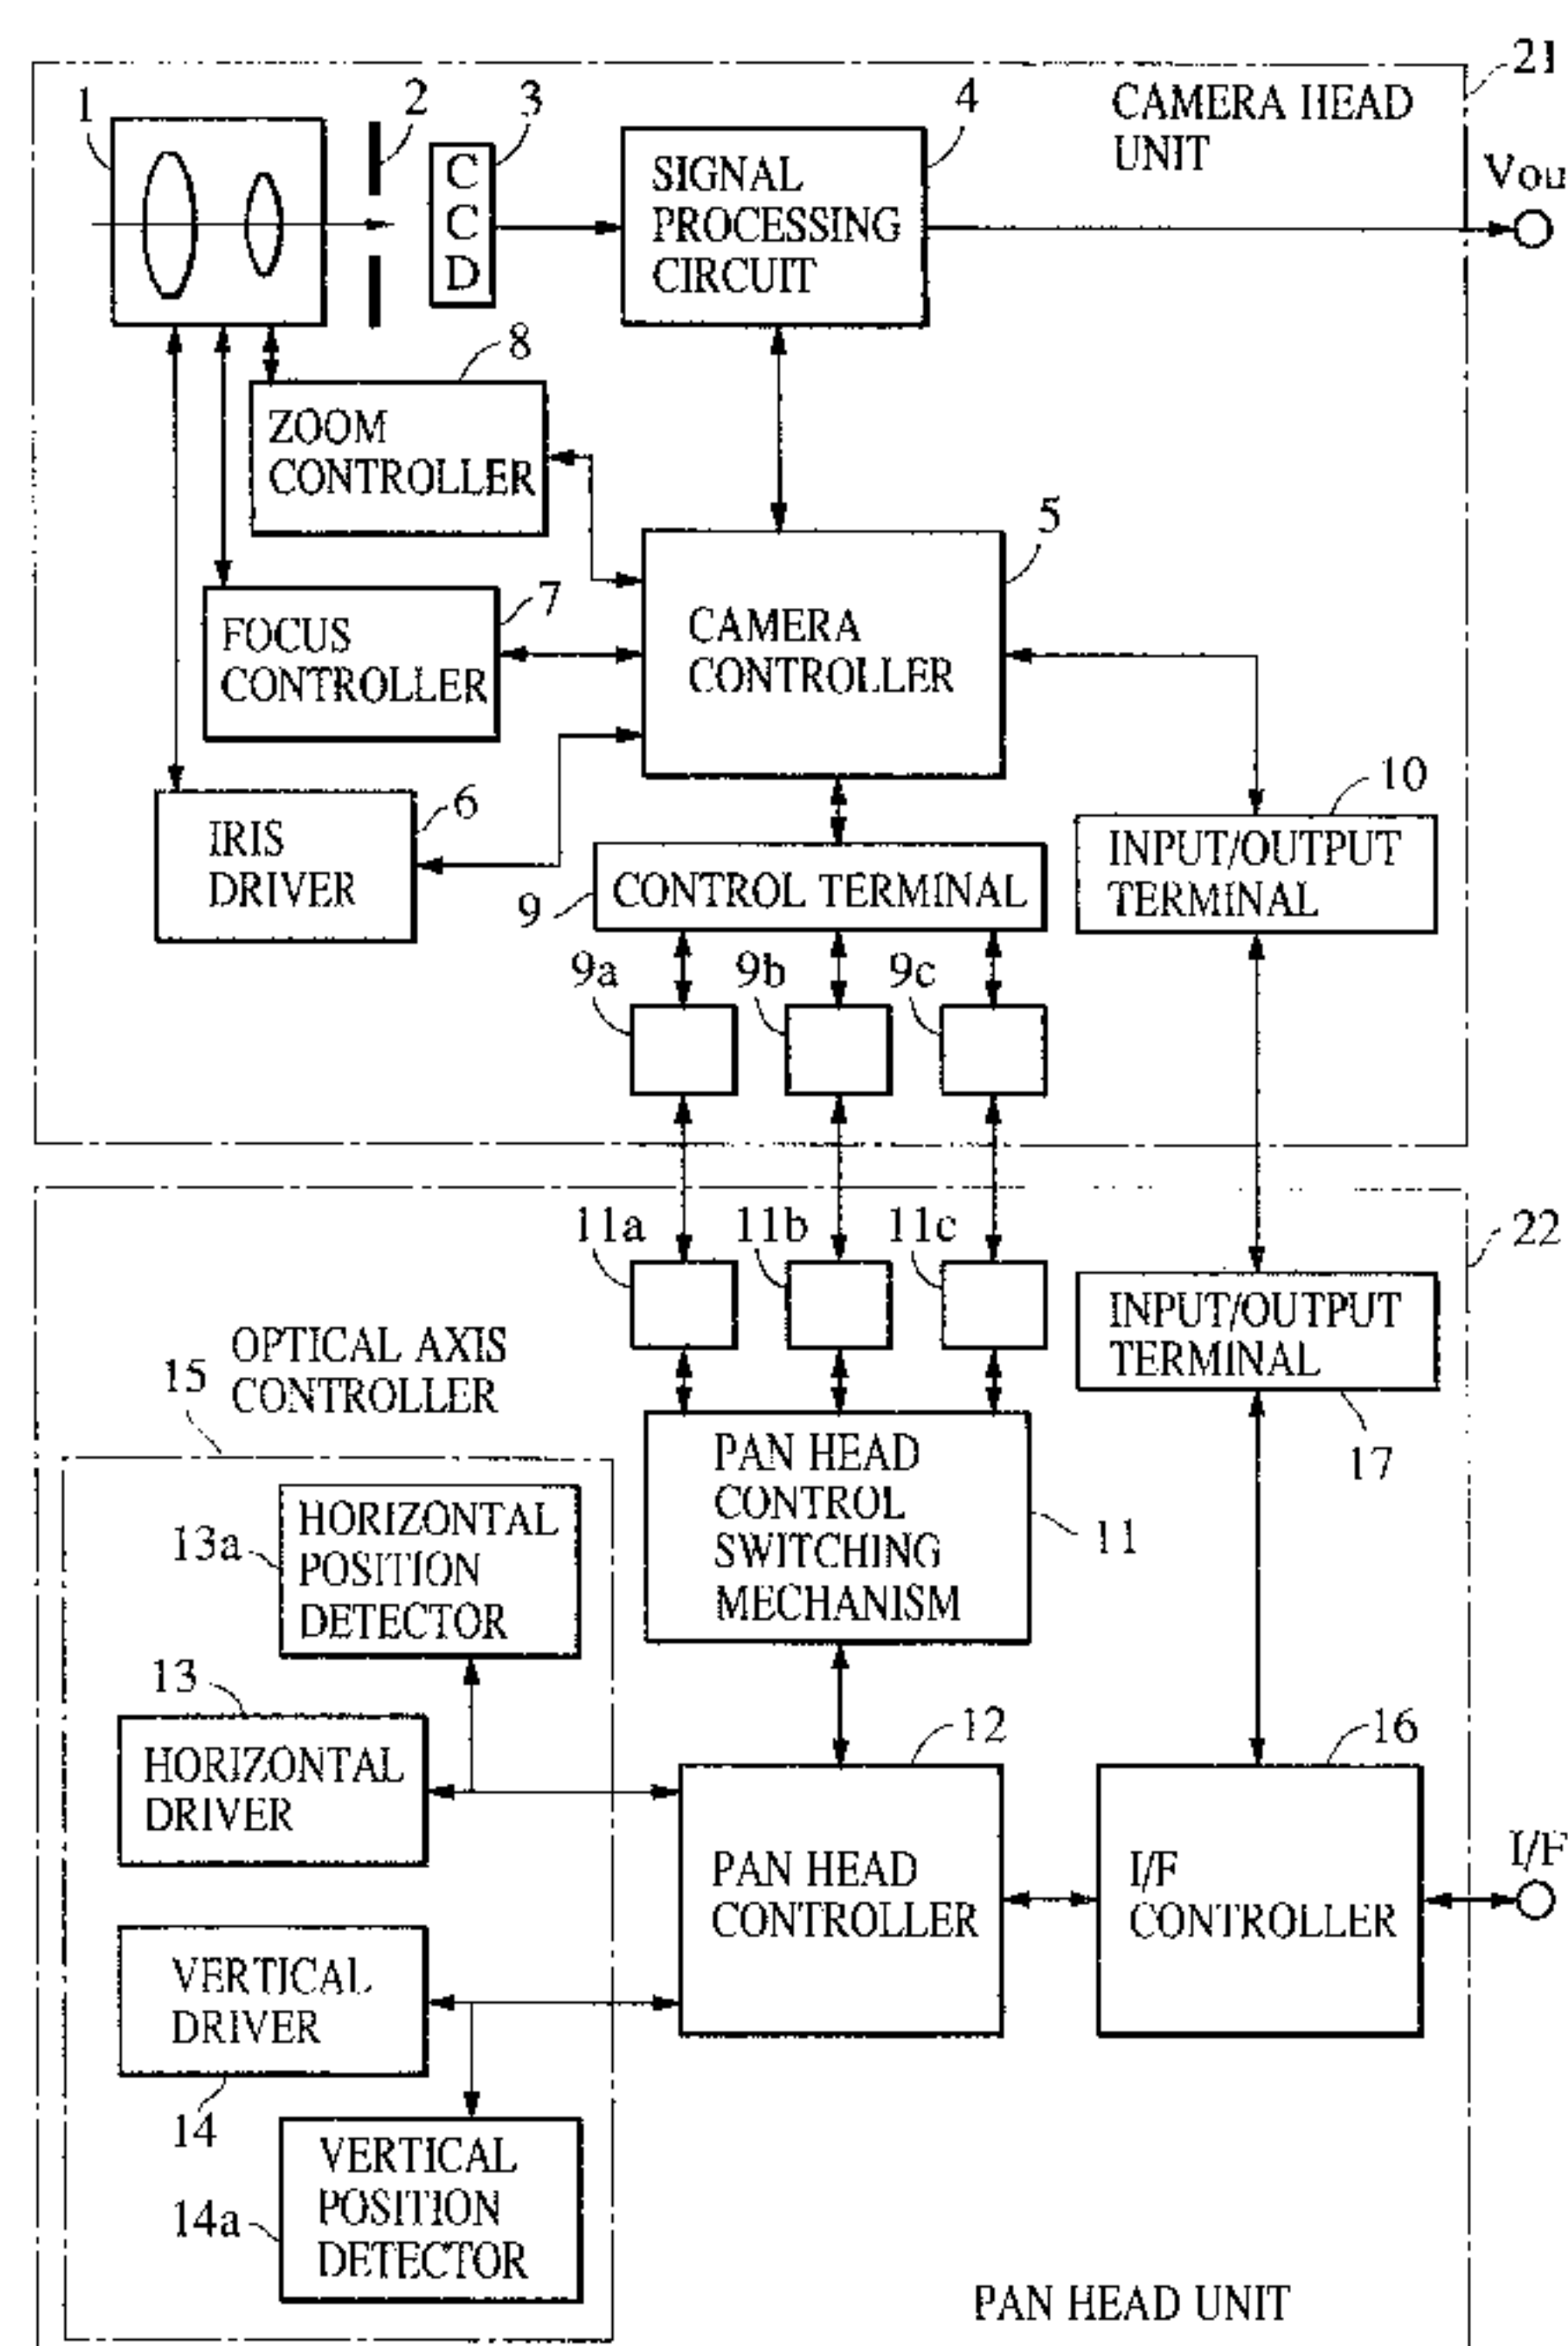 21
CAMERA HEAD
UNIT
1
2
3
4
Vou
C
C
D
SIGNAL
PROCESSING
CIRCUIT
8
ZOOM
CONTROLLER
5
CAMERA
CONTROLLER
7
FOCUS
CONTROLLER
6
IRIS
DRIVER
10
INPUT/OUTPUT
TERMINAL
9
CONTROL TERMINAL
9a
9b
9c
11a
11b
11c
22
INPUT/OUTPUT
TERMINAL
17
OPTICAL AXIS
CONTROLLER
15
PAN HEAD
CONTROL
SWITCHING
MECHANISM
11
13a
HORIZONTAL
POSITION
DETECTOR
13
HORIZONTAL
DRIVER
12
PAN HEAD
CONTROLLER
16
I/F
CONTROLLER
I/F
VERTICAL
DRIVER
14
14a
VERTICAL
POSITION
DETECTOR
PAN HEAD UNIT